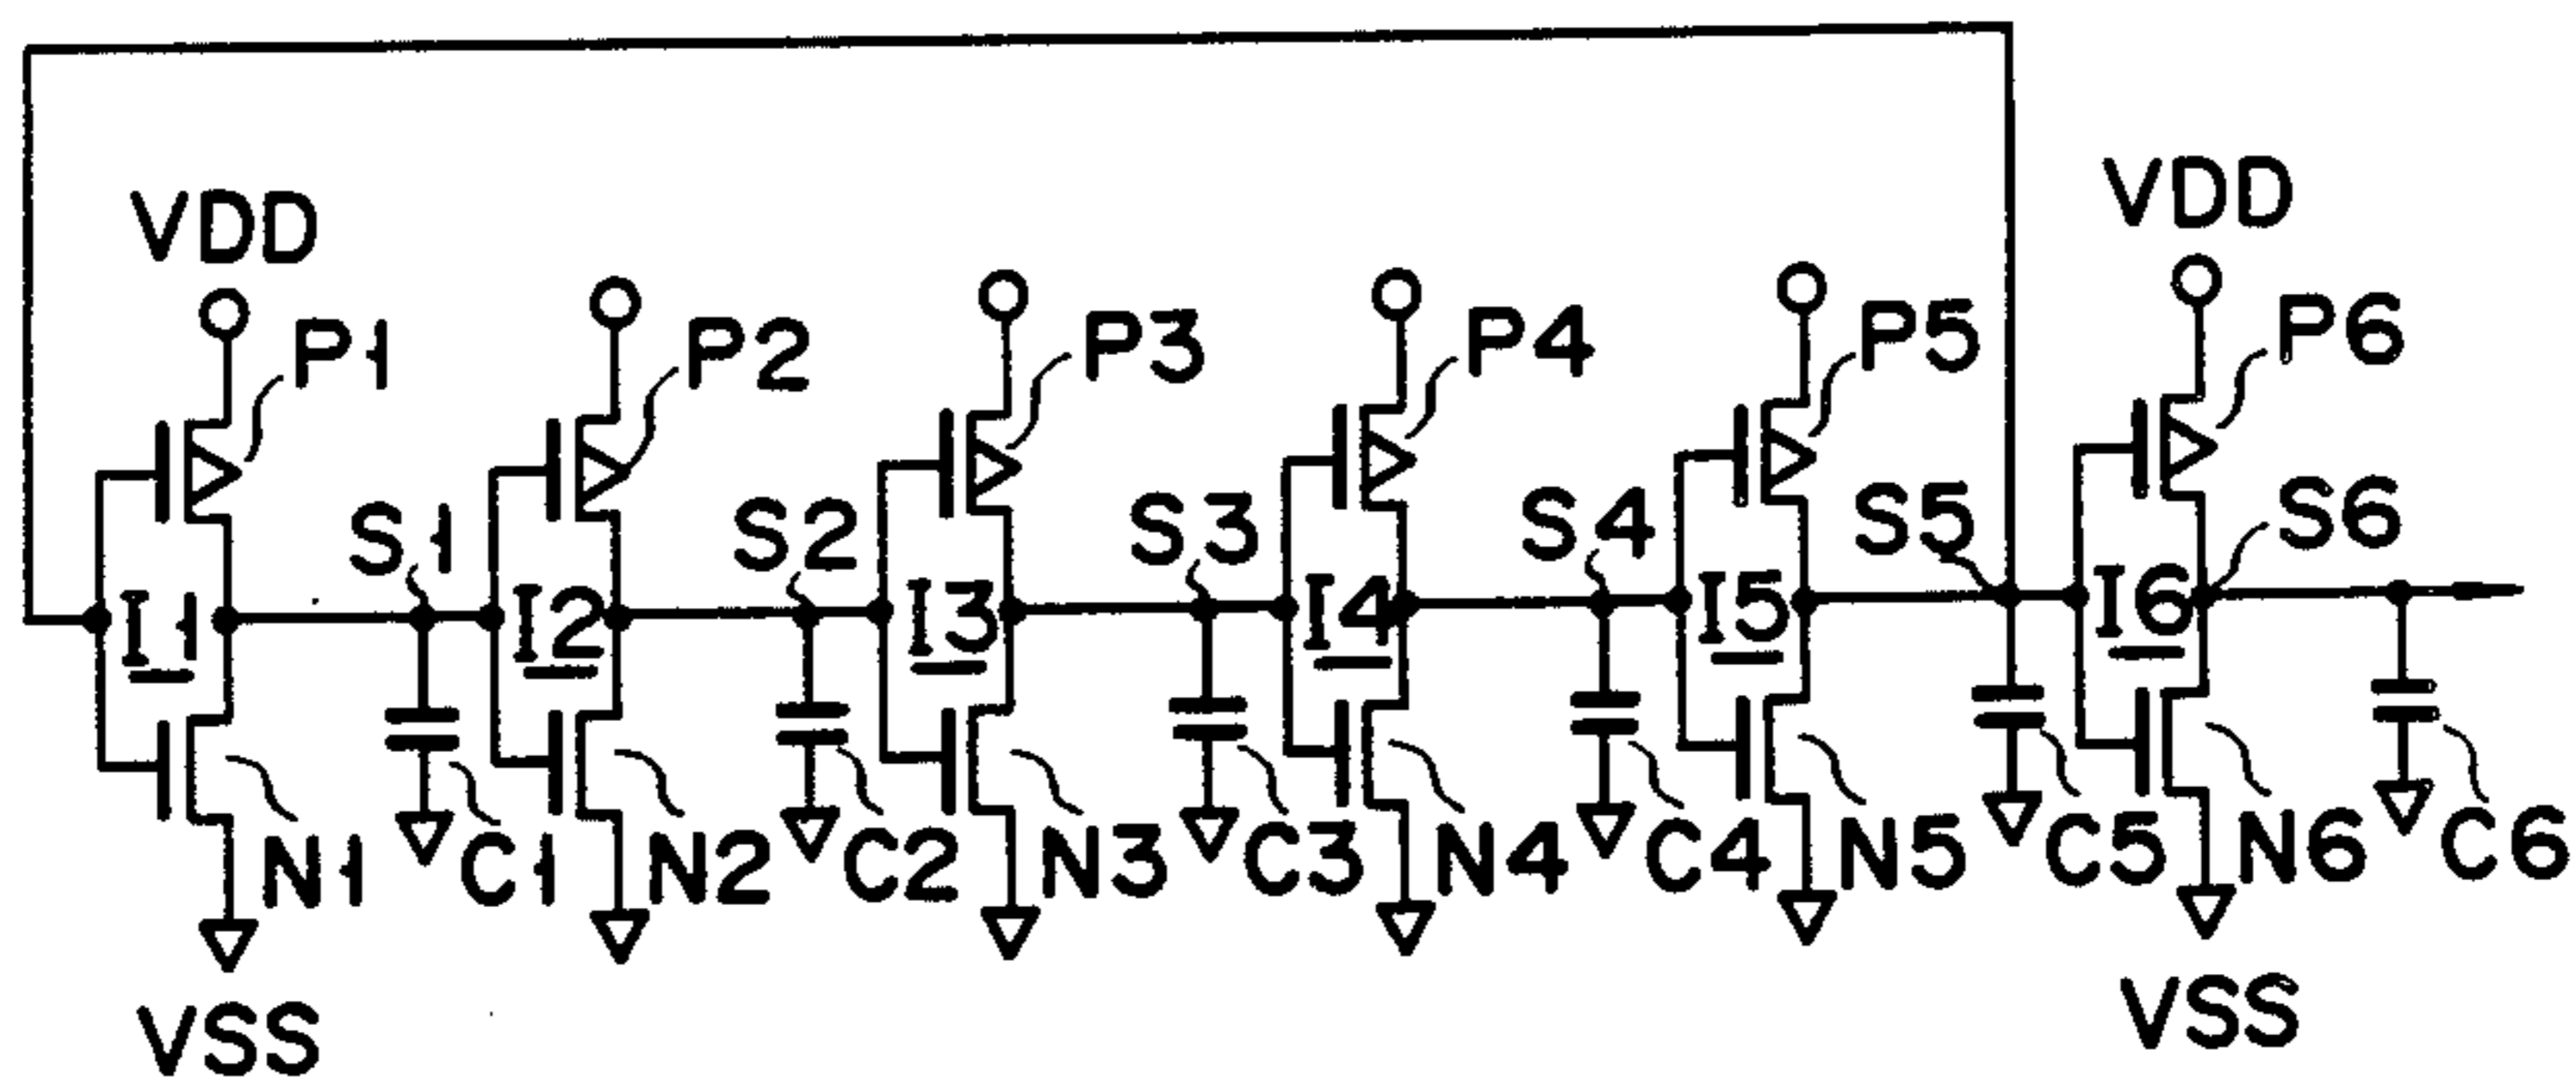 VDD VDD
P1 P2 P3 P4 P5 P6
S1 S2 S3 S4 S5 S6
I1 I2 I3 I4 I5 I6
N1 C1 N2 C2 N3 C3 N4 C4 N5 C5 N6 C6
VSS VSS